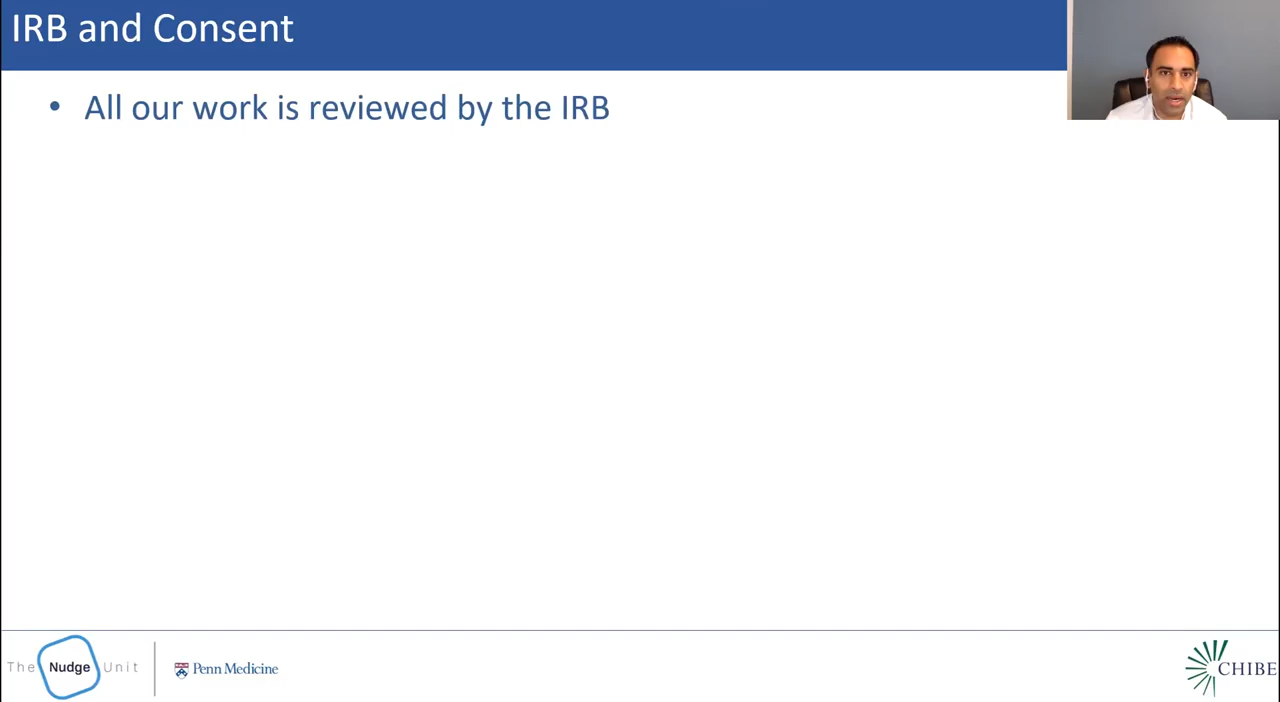 IRB and Consent
• All our work is reviewed by the IRB
The Nudge Unit
Penn Medicine
CHIBE